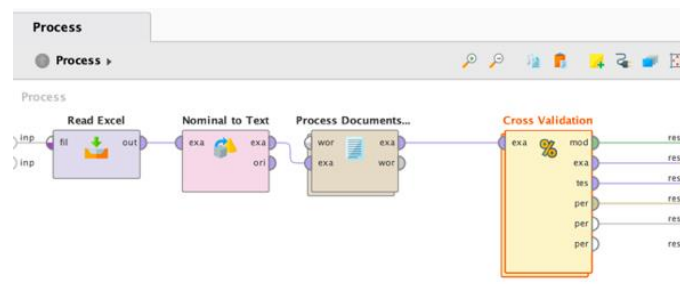 Process
Process
Process
Read Excel
Nominal to Text
Process Documents...
Cross Validation
inp
inp
fil
out
exa
exa
ori
wor
exa
exa
wor
exa
mod
exa
tes
per
per
per
res
res
res
res
res
res